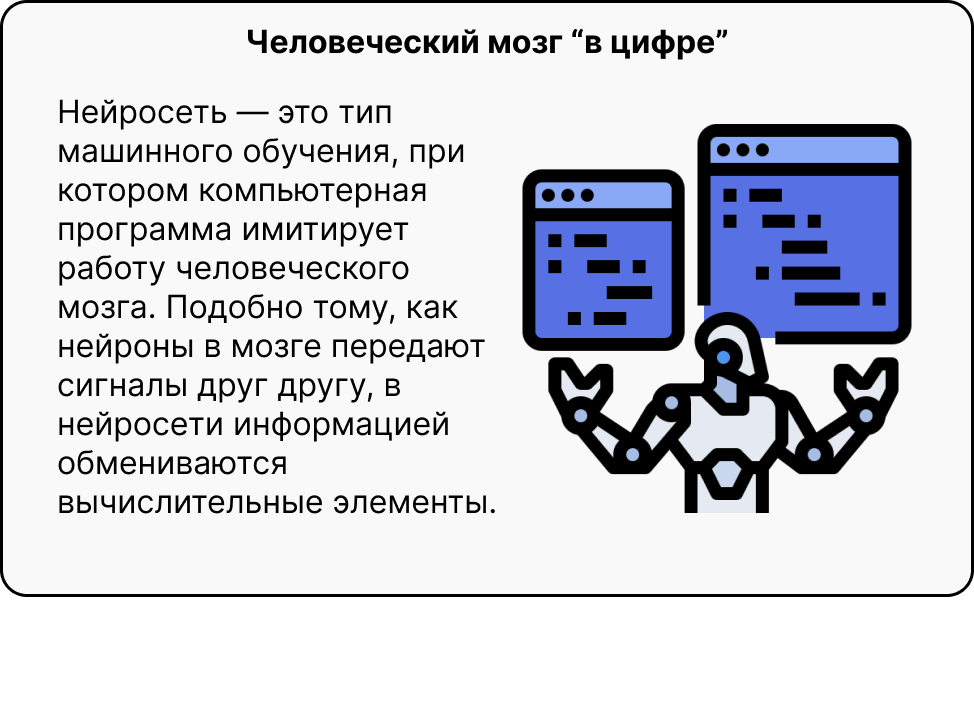 Человеческий мозг “в цифре”
Нейросеть — это тип
машинного обучения, при
котором компьютерная
программа имитирует
работу человеческого
мозга. Подобно тому, как
нейроны в мозге передают
сигналы друг другу, в
нейросети информацией
обмениваются
вычислительные элементы.